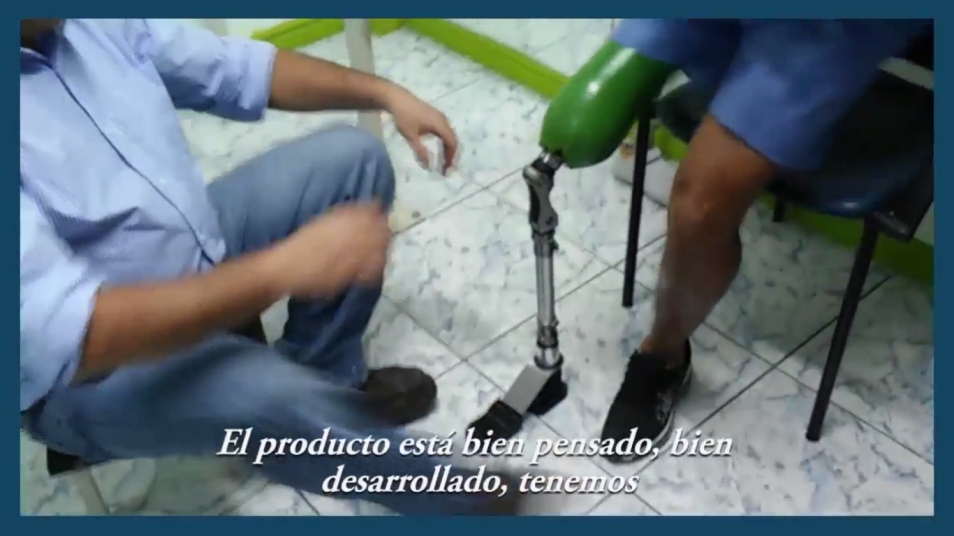 El producto está bien pensado, bien
desarrollado, tenemos